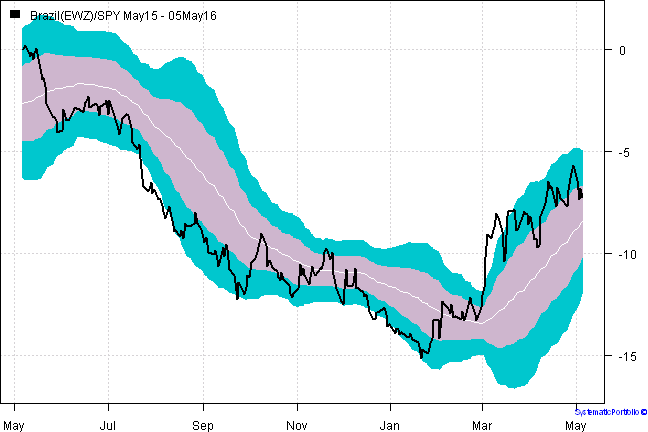 Brazil(EWZ)/SPY May15 - 05May16
0
-5
-10
-15
May Jul Sep Nov Jan Mar May
SystematicPortfolio ©